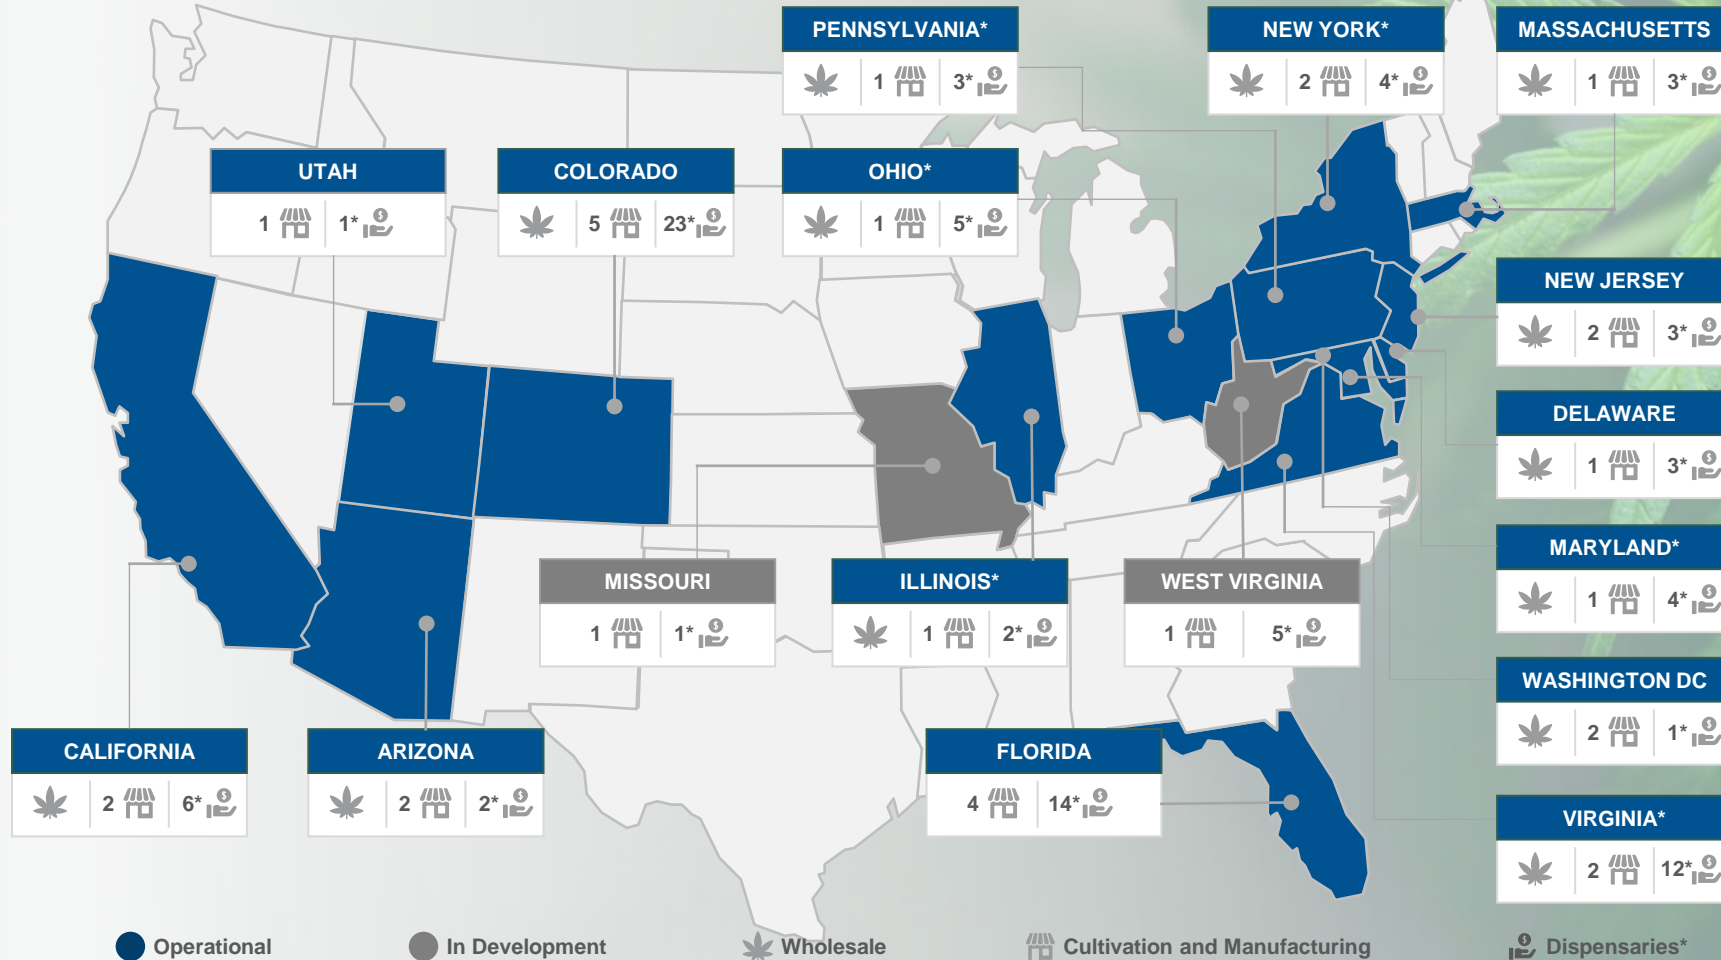 PENNSYLVANIA*
1 3*
NEW YORK*
2 4*
MASSACHUSETTS
1 3*
UTAH
1 1*
COLORADO
5 23*
OHIO*
1 5*
NEW JERSEY
2 3*
DELAWARE
1 3*
MARYLAND*
1 4*
MISSOURI
1 1*
ILLINOIS*
1 2*
WEST VIRGINIA
1 5*
WASHINGTON DC
2 1*
CALIFORNIA
2 6*
ARIZONA
2 2*
FLORIDA
4 14*
VIRGINIA*
2 12*
Operational In Development Wholesale Cultivation and Manufacturing Dispensaries*